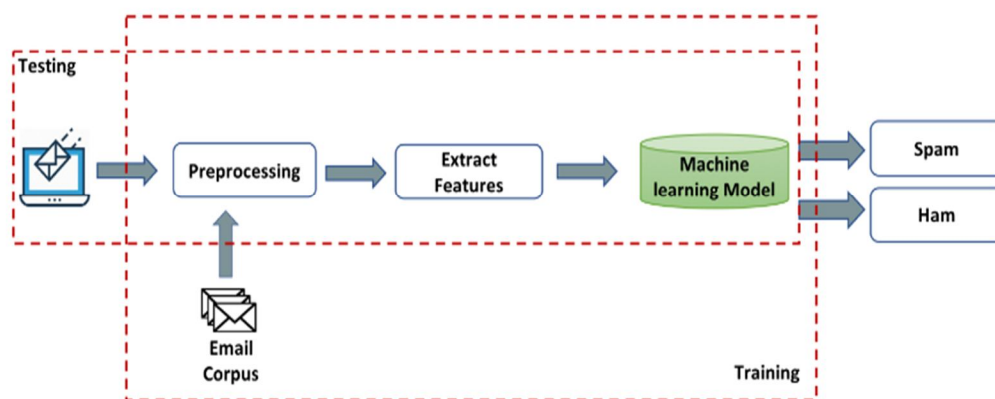 Testing
Preprocessing
Extract
Features
Machine
learning Model
Spam
Ham
Email
Corpus
Training